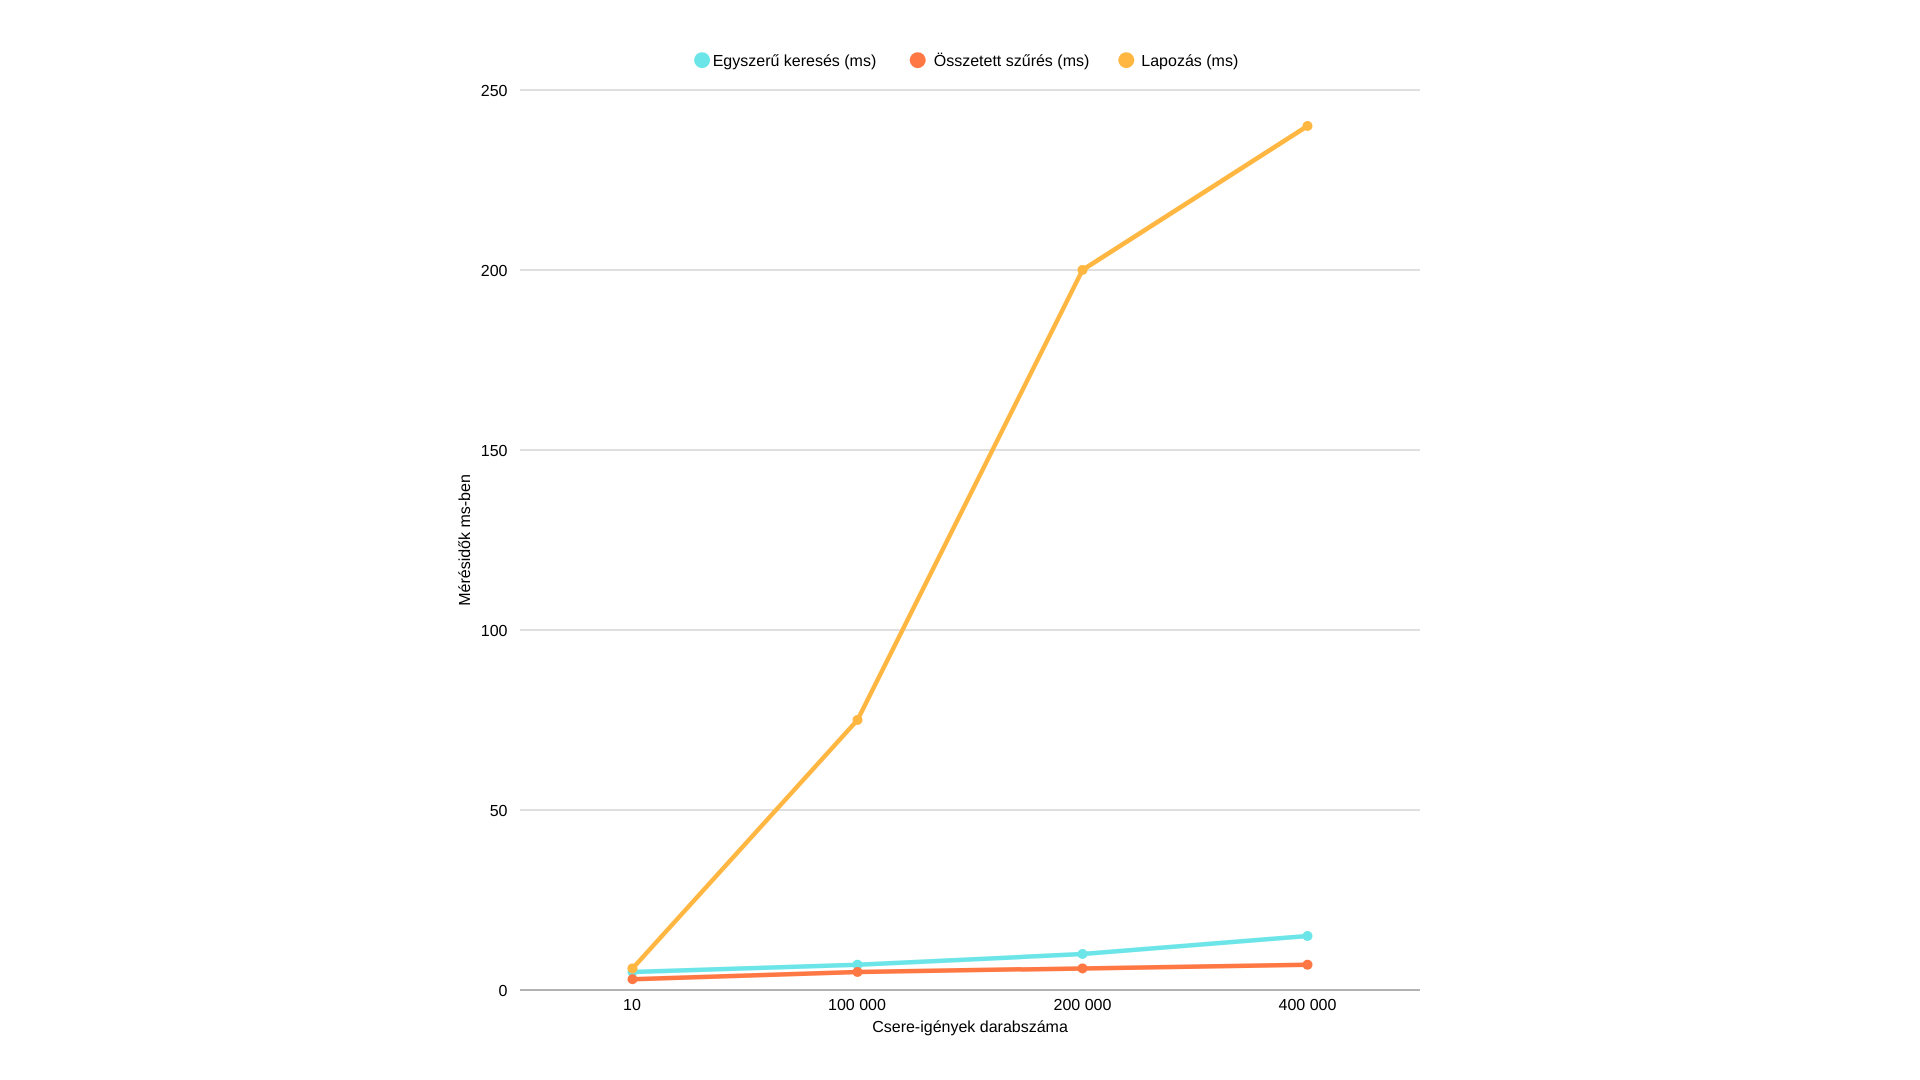 Egyszerű keresés (ms) Összetett szűrés (ms) Lapozás (ms)
250
200
150
100
50
0
Mérésidők ms-ben
10 100 000 200 000 400 000
Csere-igények darabszáma